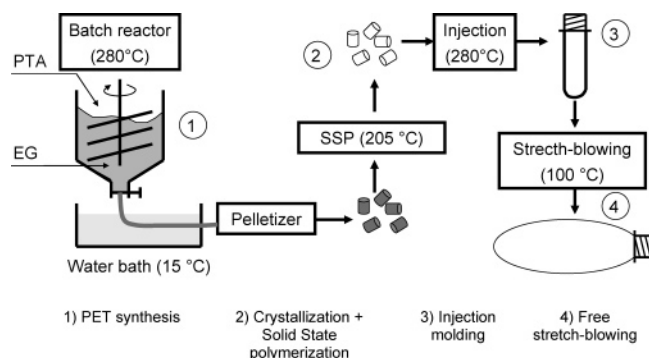 Batch reactor
(280°C)
PTA
EG
1
Water bath (15 °C)
Pelletizer
SSP (205 °C)
2
Injection
(280°C)
3
Strecth-blowing
(100 °C)
4
1) PET synthesis
2) Crystallization +
Solid State
polymerization
3) Injection
molding
4) Free
stretch-blowing